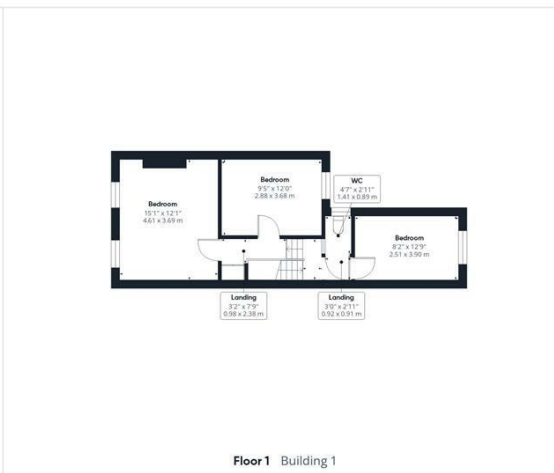 WC
4'7" x 2'11"
1.41 x 0.89 m
Bedroom
9'5" x 12'0"
2.88 x 3.68 m
Bedroom
15'1" x 12'1"
4.61 x 3.69 m
Bedroom
8'2" x 12'9"
2.51 x 3.90 m
Landing
3'2" x 7'9"
0.98 x 2.38 m
Landing
3'0" x 2'11"
0.92 x 0.91 m
Floor 1 Building 1